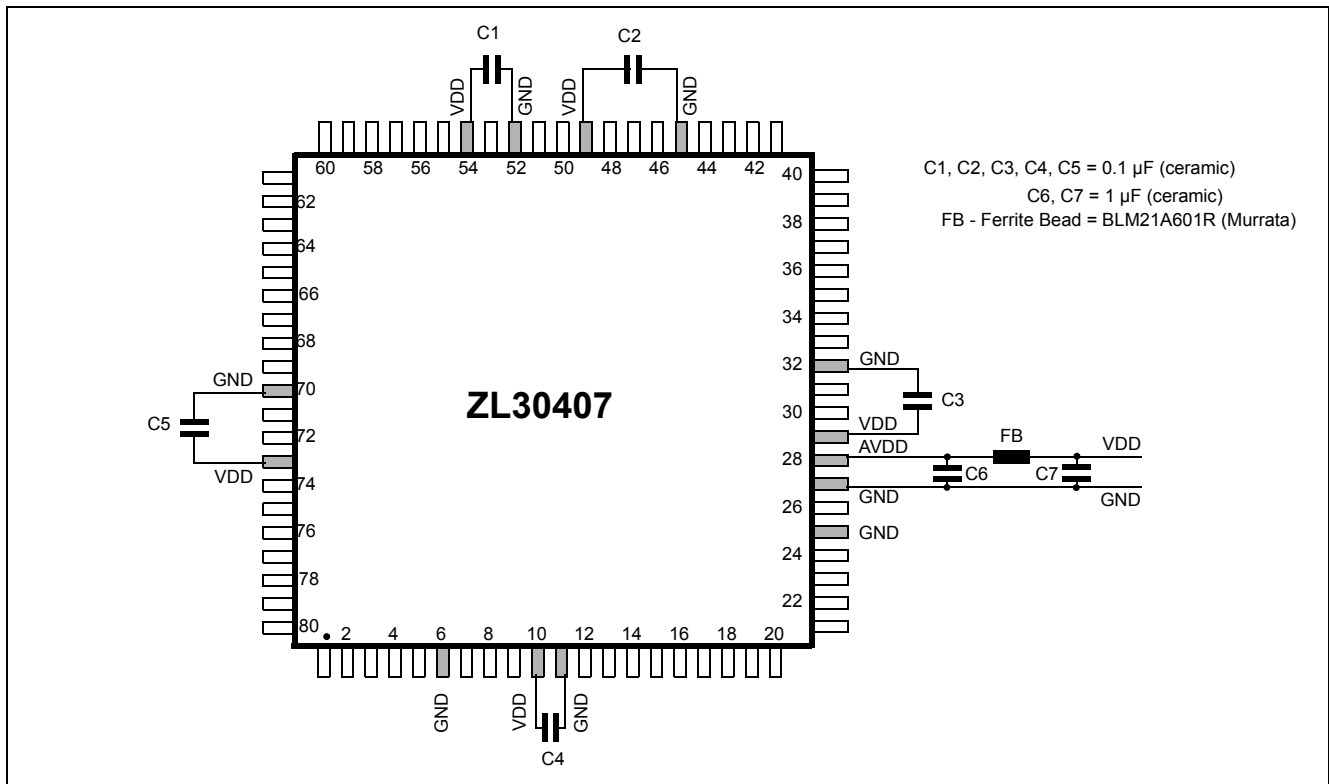 C1
C2
VDD
GND
VDD
GND
60 58 56 54 52 50 48 46 44 42
C1, C2, C3, C4, C5 = 0.1 µF (ceramic)
C6, C7 = 1 µF (ceramic)
FB - Ferrite Bead = BLM21A601R (Murrata)
40
62
38
64
36
66
34
68
32
GND
GND
70
ZL30407
C3
30
C5
72
VDD
AVDD
FB
VDD
28
VDD
74
C6
C7
GND
GND
26
76
GND
24
78
22
80
2 4 6 8 10 12 14 16 18 20
GND
VDD
GND
C4